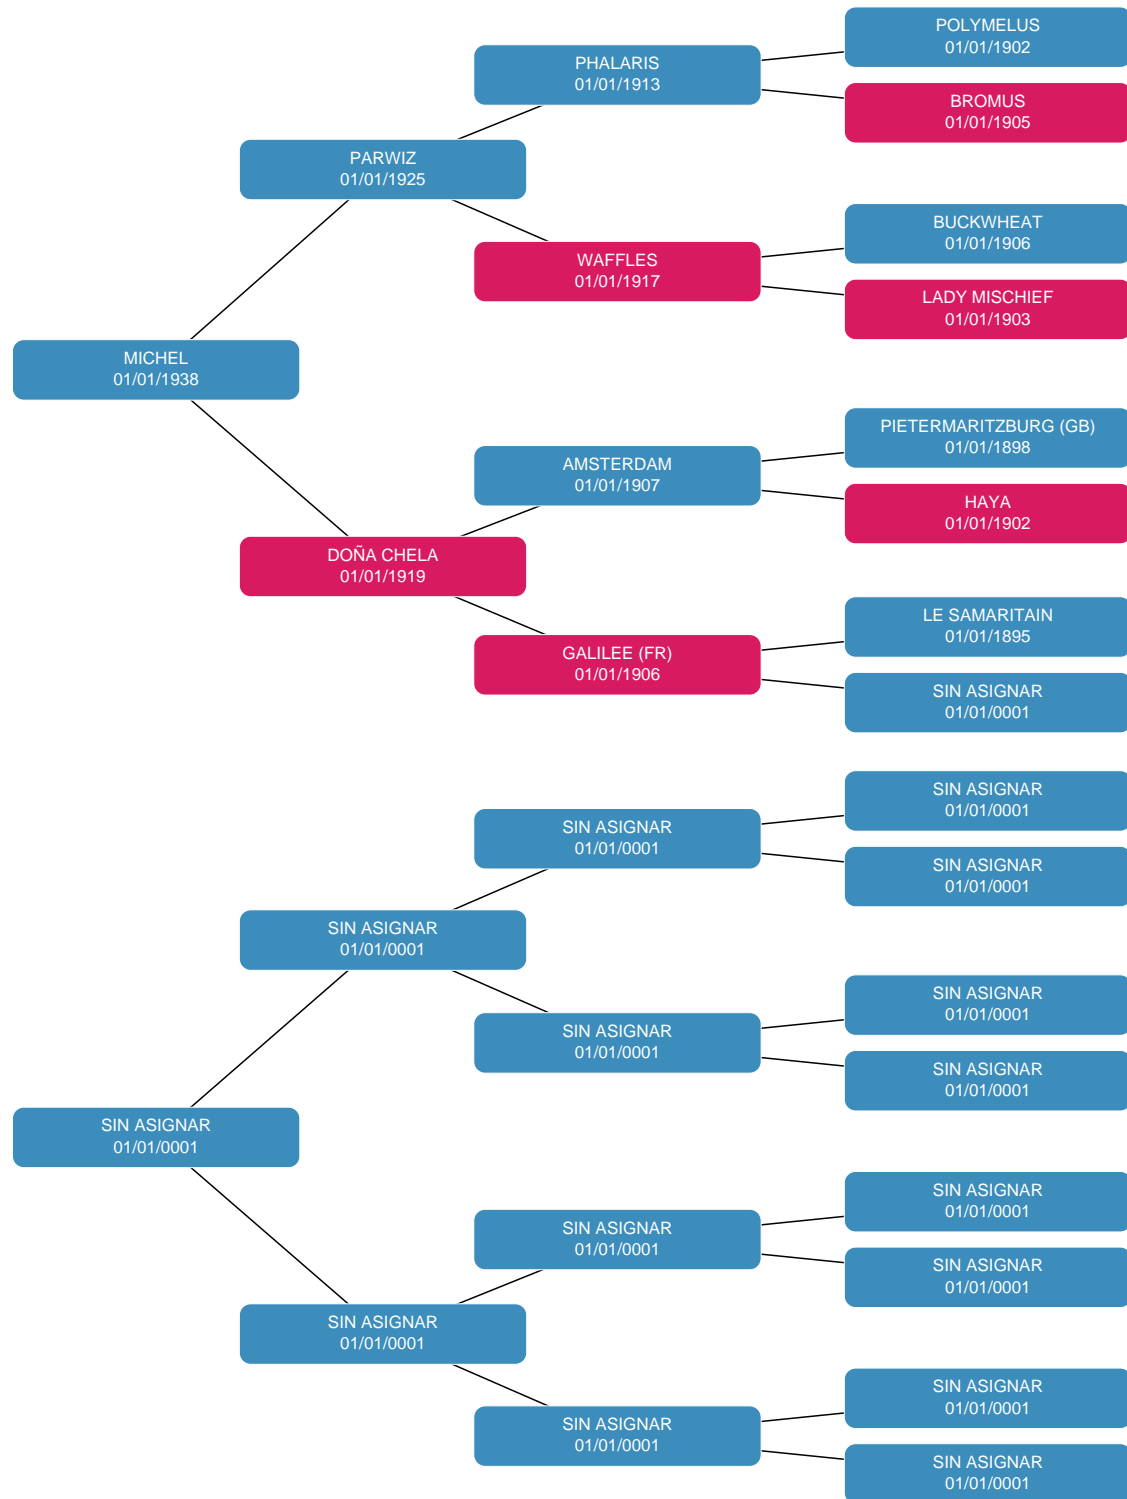 POLYMELUS
01/01/1902
PHALARIS
01/01/1913
BROMUS
01/01/1905
PARWIZ
01/01/1925
BUCKWHEAT
01/01/1906
WAFFLES
01/01/1917
LADY MISCHIEF
01/01/1903
MICHEL
01/01/1938
PIETERMARITZBURG (GB)
01/01/1898
AMSTERDAM
01/01/1907
HAYA
01/01/1902
DOÑA CHELA
01/01/1919
LE SAMARITAIN
01/01/1895
GALILEE (FR)
01/01/1906
SIN ASIGNAR
01/01/0001
SIN ASIGNAR
01/01/0001
SIN ASIGNAR
01/01/0001
SIN ASIGNAR
01/01/0001
SIN ASIGNAR
01/01/0001
SIN ASIGNAR
01/01/0001
SIN ASIGNAR
01/01/0001
SIN ASIGNAR
01/01/0001
SIN ASIGNAR
01/01/0001
SIN ASIGNAR
01/01/0001
SIN ASIGNAR
01/01/0001
SIN ASIGNAR
01/01/0001
SIN ASIGNAR
01/01/0001
SIN ASIGNAR
01/01/0001
SIN ASIGNAR
01/01/0001
SIN ASIGNAR
01/01/0001